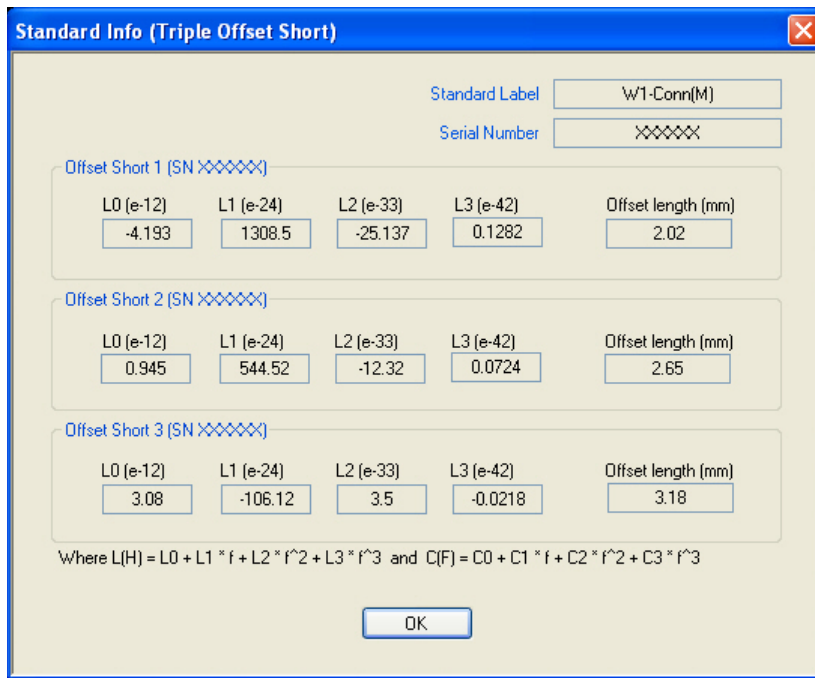 Standard Info (Triple Offset Short)
Standard Label W1-Conn(M)
Serial Number XXXXXX
Offset Short 1 (SN XXXXXX)
L0 (e-12) L1 (e-24) L2 (e-33) L3 (e-42) Offset length (mm)
-4.193 1308.5 -25.137 0.1282 2.02
Offset Short 2 (SN XXXXXX)
L0 (e-12) L1 (e-24) L2 (e-33) L3 (e-42) Offset length (mm)
0.945 544.52 -12.32 0.0724 2.65
Offset Short 3 (SN XXXXXX)
L0 (e-12) L1 (e-24) L2 (e-33) L3 (e-42) Offset length (mm)
3.08 -106.12 3.5 -0.0218 3.18
Where L(H) = L0 + L1 * f + L2 * f^2 + L3 * f^3 and C(F) = C0 + C1 * f + C2 * f^2 + C3 * f^3
OK